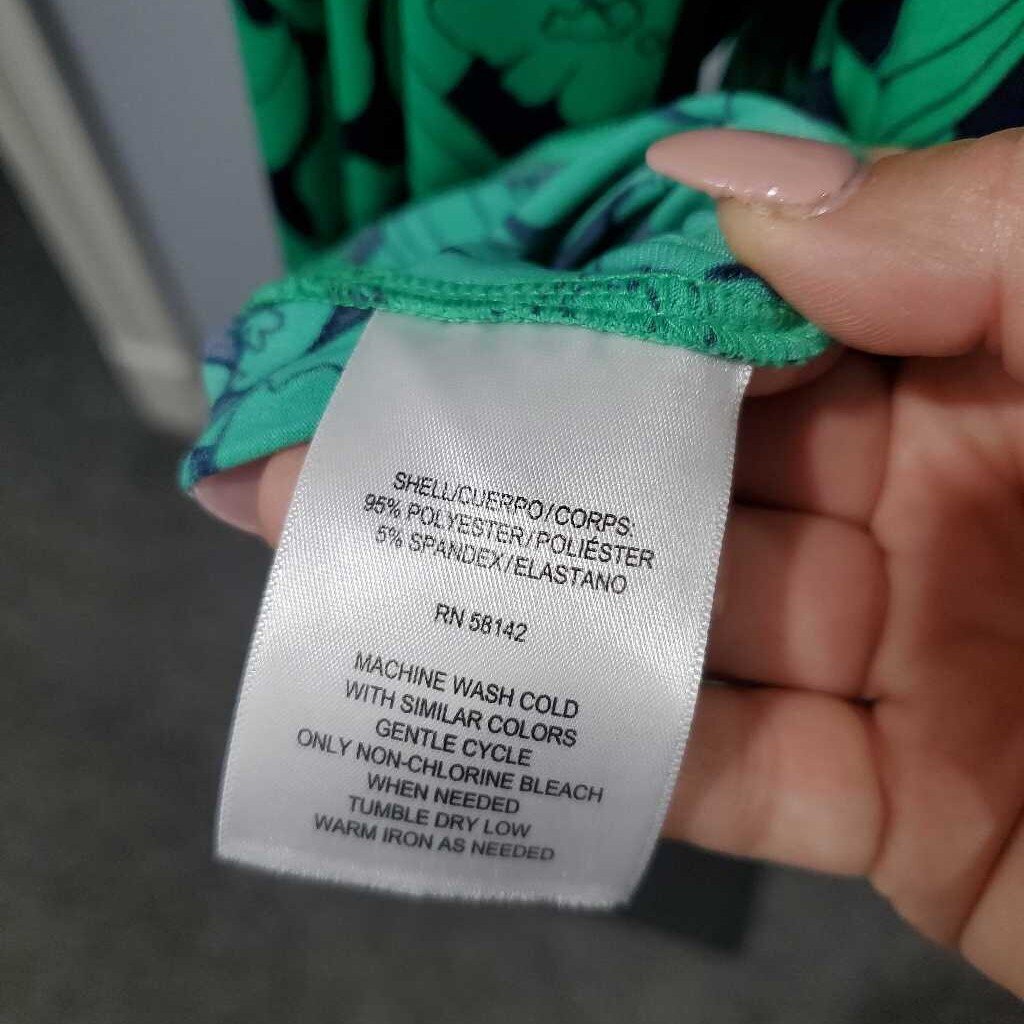 SHELL/CUERPO/CORPS:
95% POLYESTER/POLIÉSTER
5% SPANDEX/ELASTANO
RN 58142
MACHINE WASH COLD
WITH SIMILAR COLORS
GENTLE CYCLE
ONLY NON-CHLORINE BLEACH
WHEN NEEDED
TUMBLE DRY LOW
WARM IRON AS NEEDED